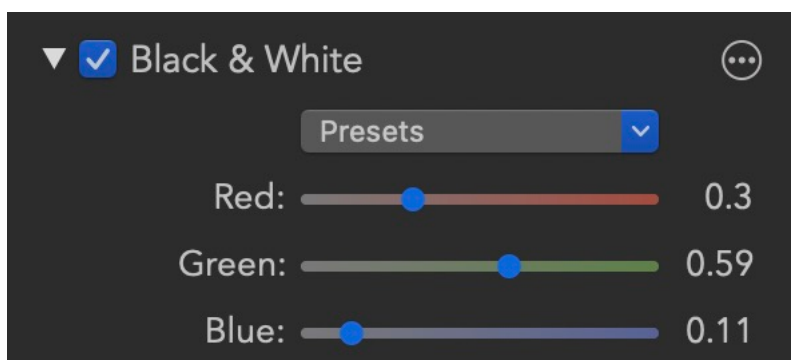 Black & White
Presets
Red: 0.3
Green: 0.59
Blue: 0.11